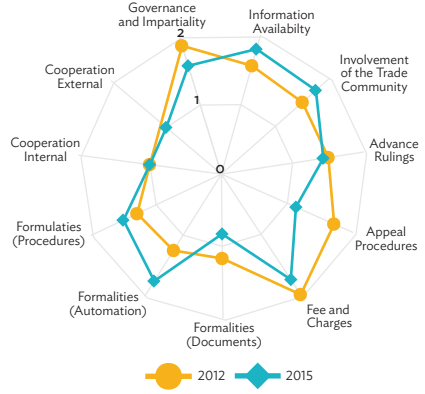 Governance
and Impartiality
Information
Availabilty
Involvement
of the Trade
Community
Advance
Rulings
Appeal
Procedures
Fee and
Charges
Formalities
(Documents)
Formalities
(Automation)
Formulaties
(Procedures)
Cooperation
Internal
Cooperation
External
2
1
0
2012
2015